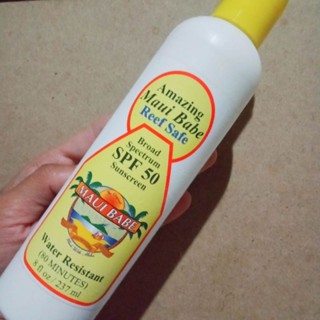 Amazing
Maui Babe
Reef Safe
Broad
Spectrum
SPF 50
Sunscreen
MAUI BABE
Water Resistant
(80 MINUTES)
8 fl oz / 237 ml